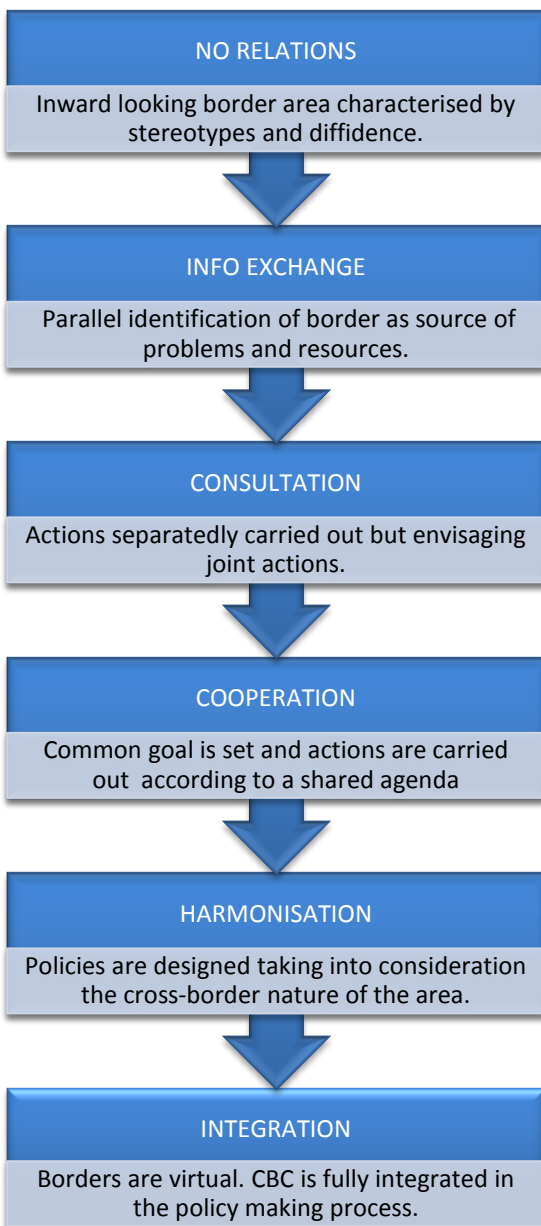 NO RELATIONS
Inward looking border area characterised by
stereotypes and diffidence.
INFO EXCHANGE
Parallel identification of border as source of
problems and resources.
CONSULTATION
Actions separatedly carried out but envisaging
joint actions.
COOPERATION
Common goal is set and actions are carried
out according to a shared agenda
HARMONISATION
Policies are designed taking into consideration
the cross-border nature of the area.
INTEGRATION
Borders are virtual. CBC is fully integrated in
the policy making process.